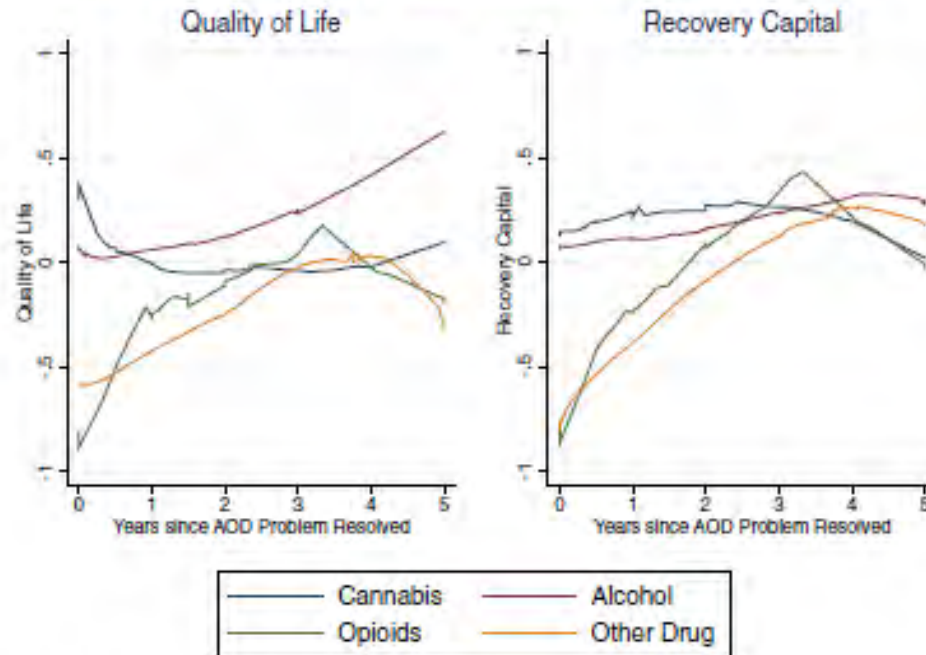 Quality of Life
Recovery Capital
Quality of Life
1
.5
0
-.5
-1
0 1 2 3 4 5
Years since AOD Problem Resolved
Recovery Capital
1
.5
0
-.5
-1
0 1 2 3 4 5
Years since AOD Problem Resolved
Cannabis
Alcohol
Opioids
Other Drug